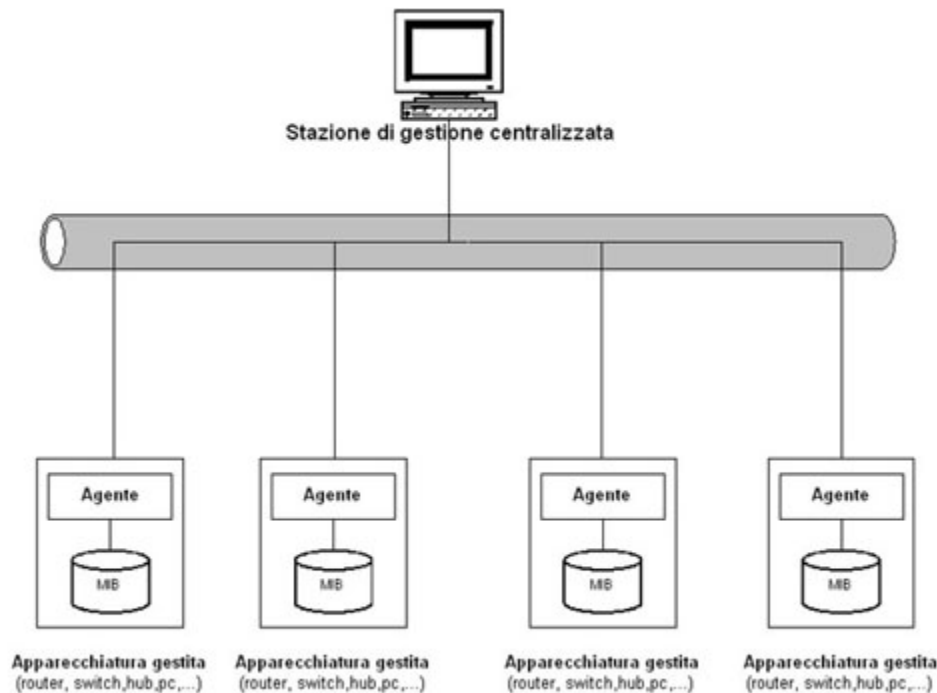 Stazione di gestione centralizzata
Agente
Agente
Agente
Agente
MIB
MIB
MIB
MIB
Apparecchiatura gestita
(router, switch,hub,pc,...)
Apparecchiatura gestita
(router, switch,hub,pc,...)
Apparecchiatura gestita
(router, switch,hub,pc,...)
Apparecchiatura gestita
(router, switch,hub,pc,...)